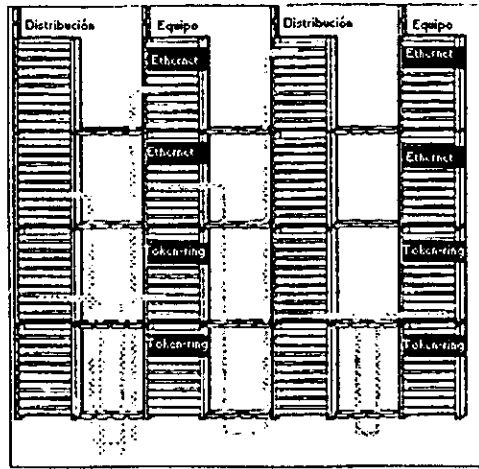 Distribución Equipo Distribución Equipo
Ethernet Ethernet
Ethernet Ethernet
Token-ring Token-ring
Token-ring Token-ring